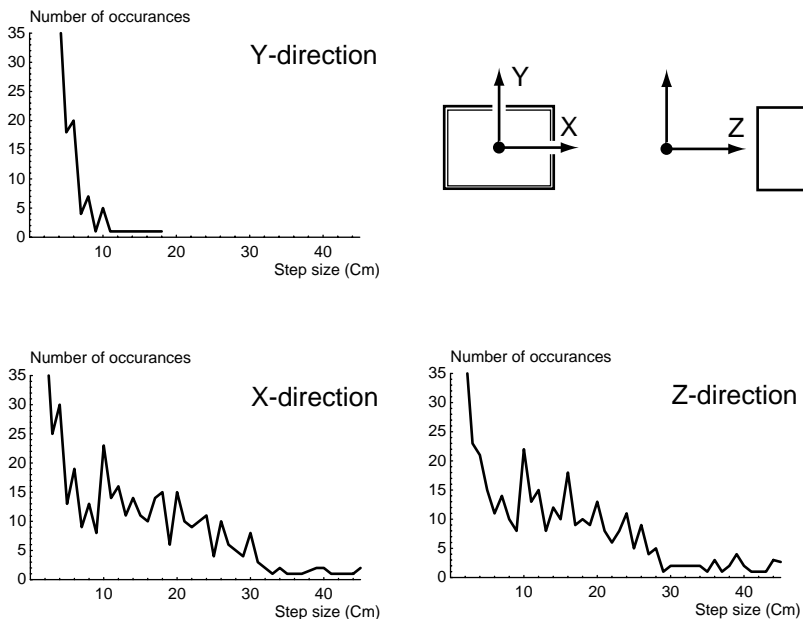 Number of occurances
35
30
25
20
15
10
5
0
Y-direction
10 20 30 40
Step size (Cm)
Y
X
Z
Number of occurances
35
30
25
20
15
10
5
0
X-direction
10 20 30 40
Step size (Cm)
Number of occurances
35
30
25
20
15
10
5
0
Z-direction
10 20 30 40
Step size (Cm)